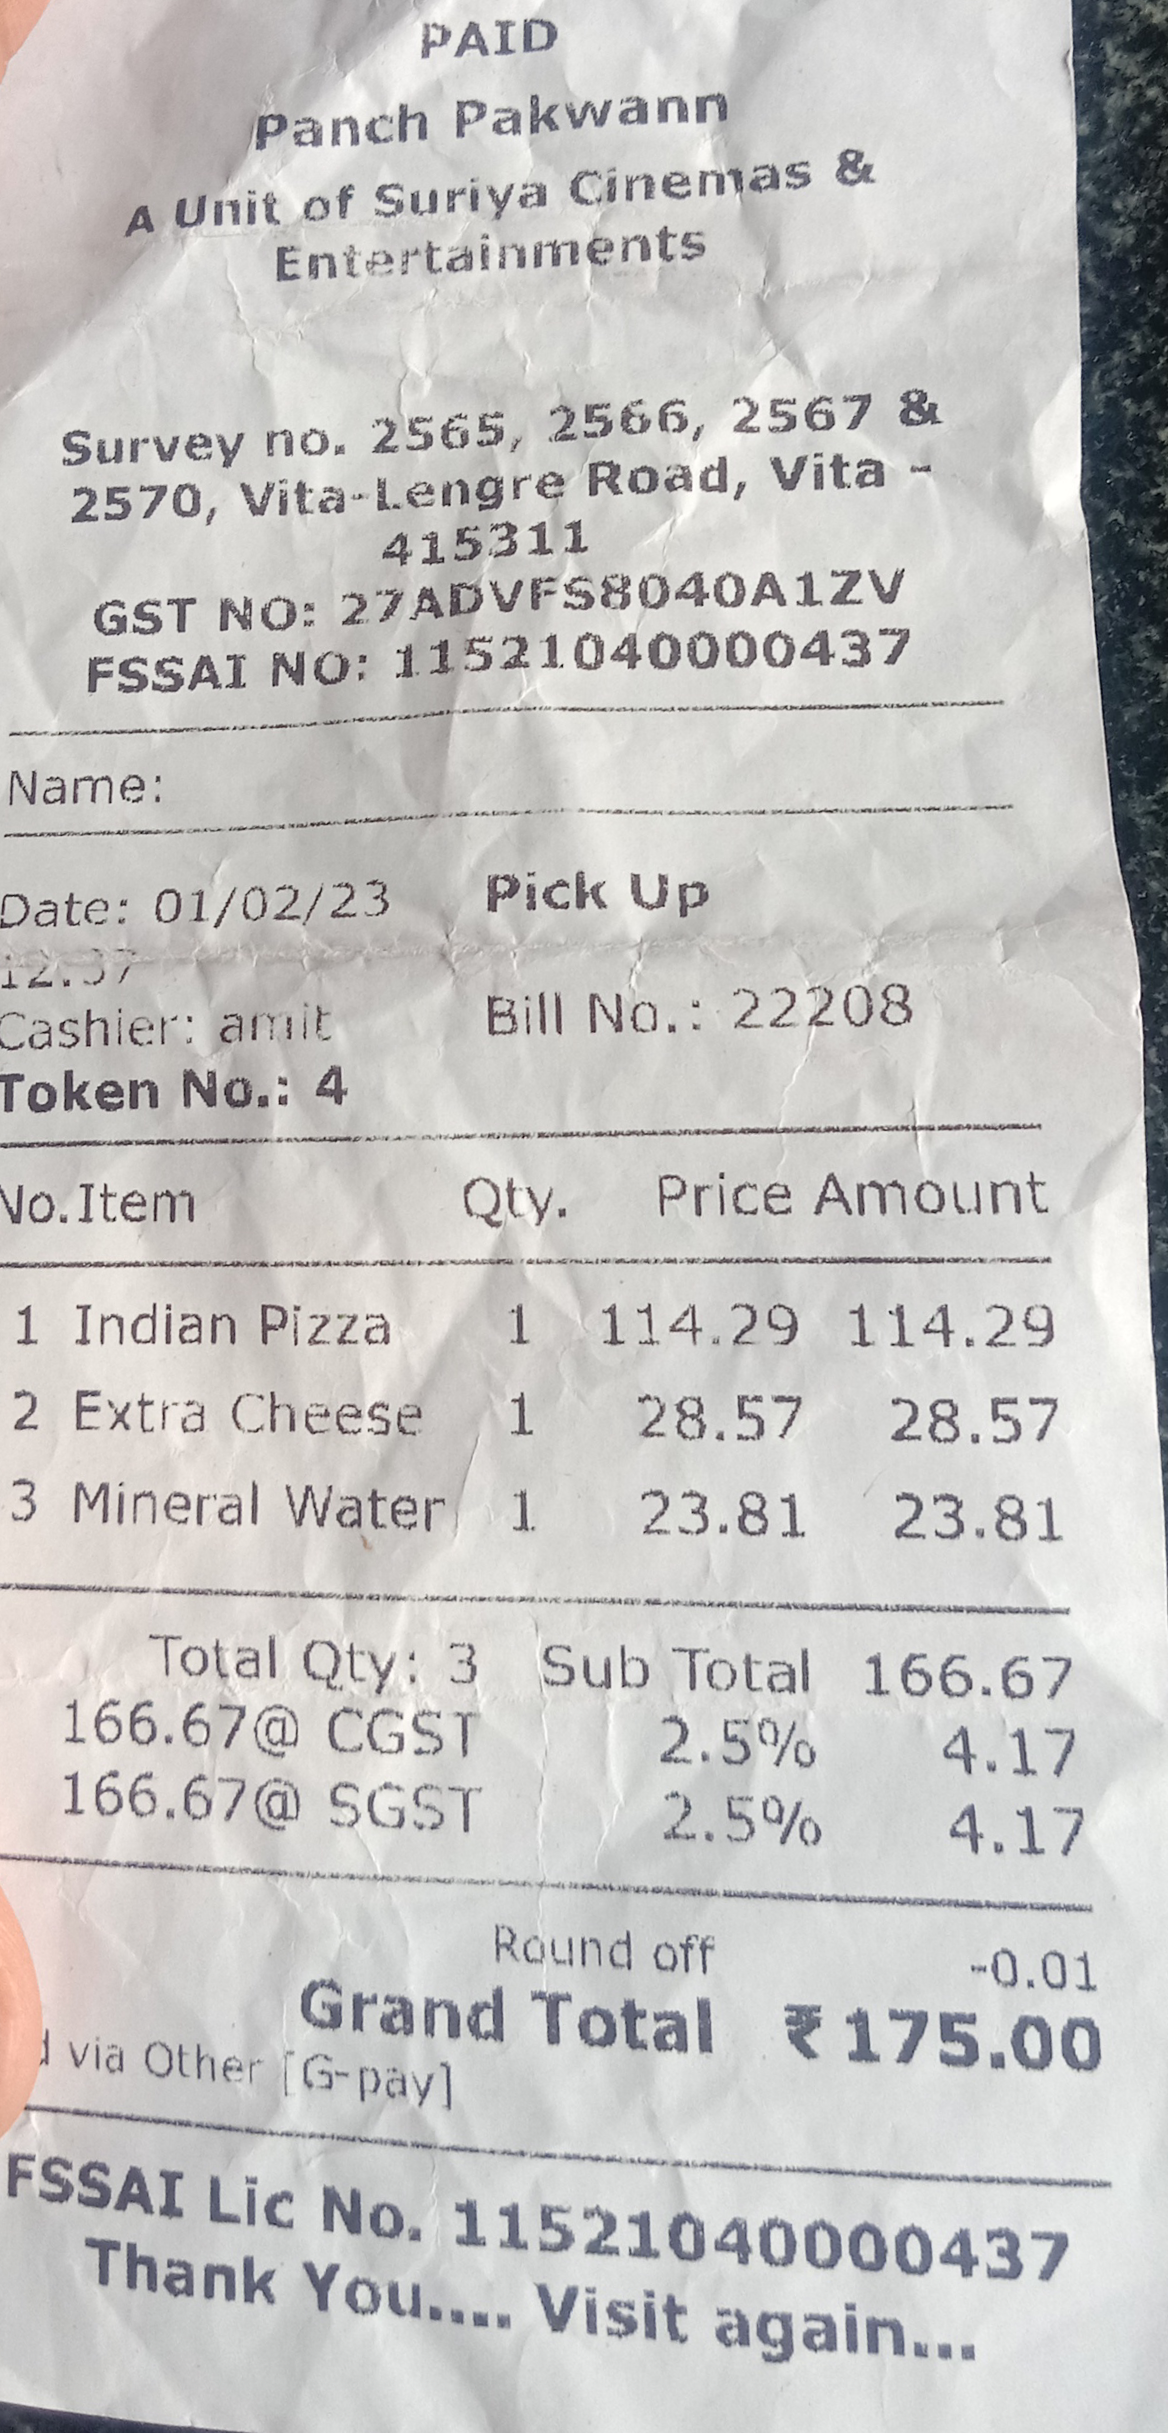 PAID
Panch Pakwann
A Unit of Suriya Cinemas &
Entertainments
Survey no. 2565, 2566, 2567 &
2570, Vita-Lengre Road, Vita -
415311
GST NO: 27ADVFS8040A1ZV
FSSAI NO: 11521040000437
Name:
Date: 01/02/23 Pick Up
Cashier: amit Bill No.: 22208
Token No.: 4
No.Item Qty. Price Amount
1 Indian Pizza 1 114.29 114.29
2 Extra Cheese 1 28.57 28.57
3 Mineral Water 1 23.81 23.81
Total Qty: 3 Sub Total 166.67
166.67@ CGST 2.5% 4.17
166.67@ SGST 2.5% 4.17
Round off -0.01
Grand Total ₹175.00
via Other [G-pay]
FSSAI Lic No. 11521040000437
Thank You.... Visit again...